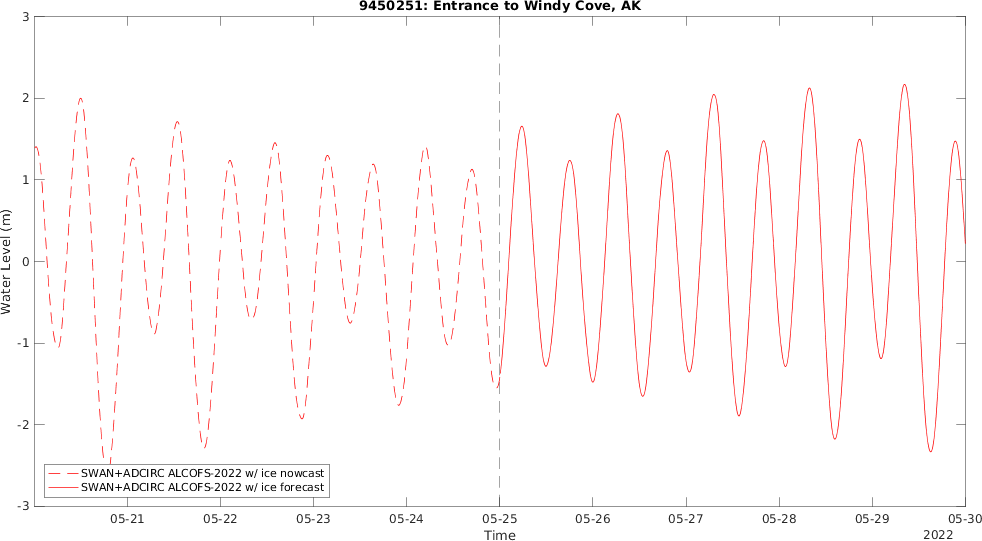 9450251: Entrance to Windy Cove, AK
3
2
1
0
-1
-2
-3
Water Level (m)
SWAN+ADCIRC ALCOFS-2022 w/ ice nowcast
SWAN+ADCIRC ALCOFS-2022 w/ ice forecast
05-21 05-22 05-23 05-24 05-25 05-26 05-27 05-28 05-29 05-30
Time
2022